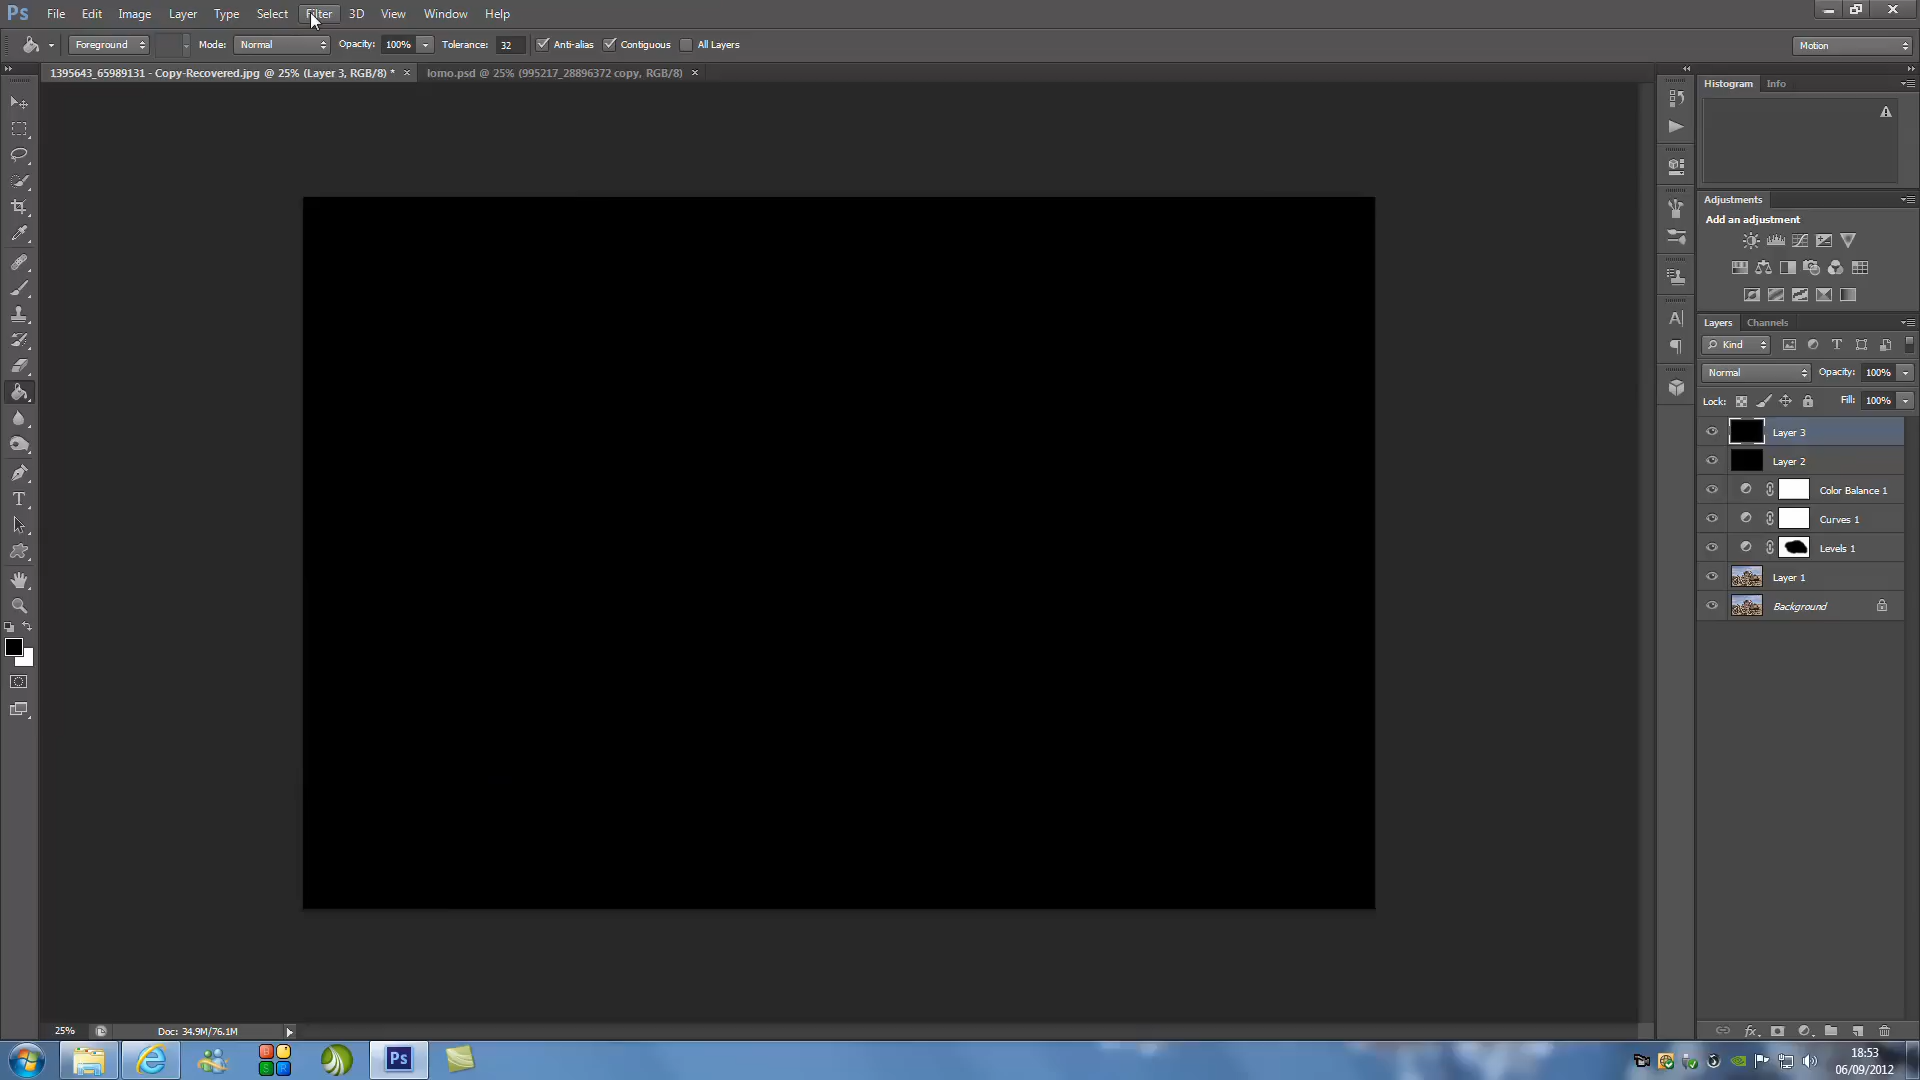 Ps File Edit Image Layer Type Select Filter 3D View Window Help
Foreground Mode: Normal Opacity: 100% Tolerance: 32 Anti-alias Contiguous All Layers Motion
1395643_65989131 - Copy-Recovered.jpg @ 25% (Layer 3, RGB/8) * × lomo.psd @ 25% (995217_28896372 copy, RGB/8) ×
Histogram Info
Adjustments
Add an adjustment
Layers Channels
Kind
Normal Opacity: 100%
Lock: Fill: 100%
Layer 3
Layer 2
Color Balance 1
Curves 1
Levels 1
Layer 1
Background
25% Doc: 34.9M/76.1M
Ps
18:53
06/09/2012